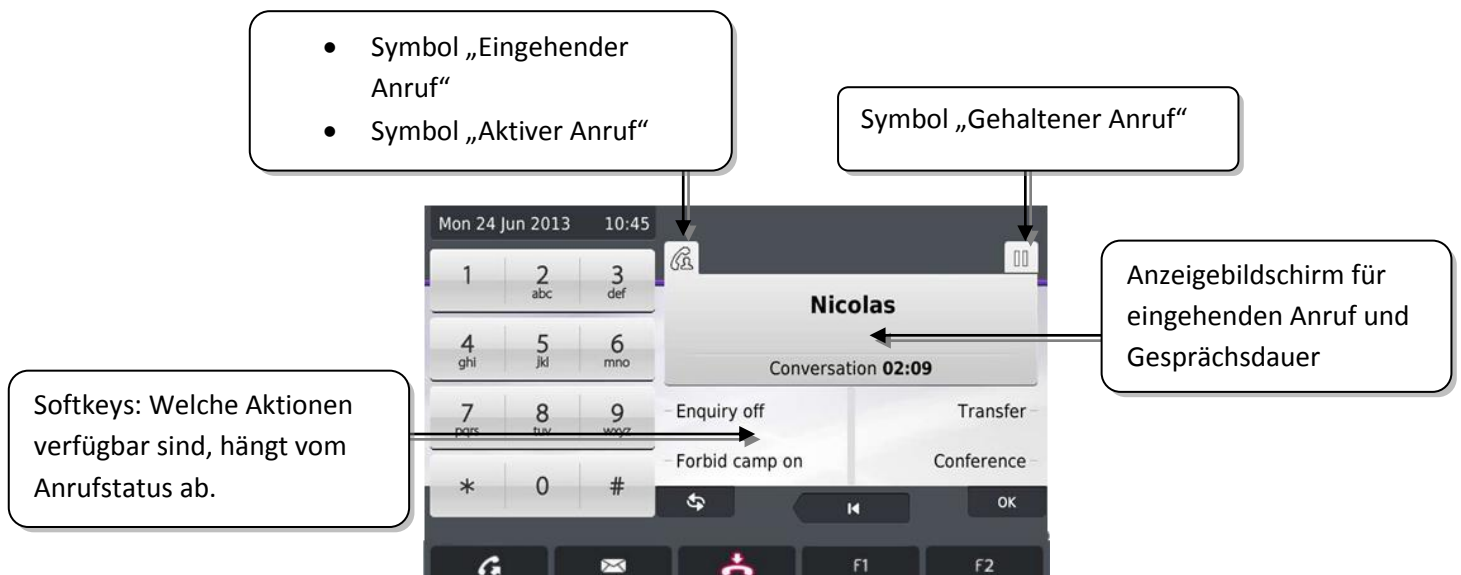 • Symbol „Eingehender
Anruf“
• Symbol „Aktiver Anruf“
Symbol „Gehaltener Anruf“
Mon 24 Jun 2013 10:45
1 2 3
abc def
Nicolas
Conversation 02:09
Anzeigebildschirm für
eingehenden Anruf und
Gesprächsdauer
4 5 6
ghi jkl mno
Softkeys: Welche Aktionen
verfügbar sind, hängt vom
Anrufstatus ab.
7 8 9
pqrs tuv wxyz
Enquiry off Transfer
Forbid camp on Conference
* 0 #
OK
F1 F2